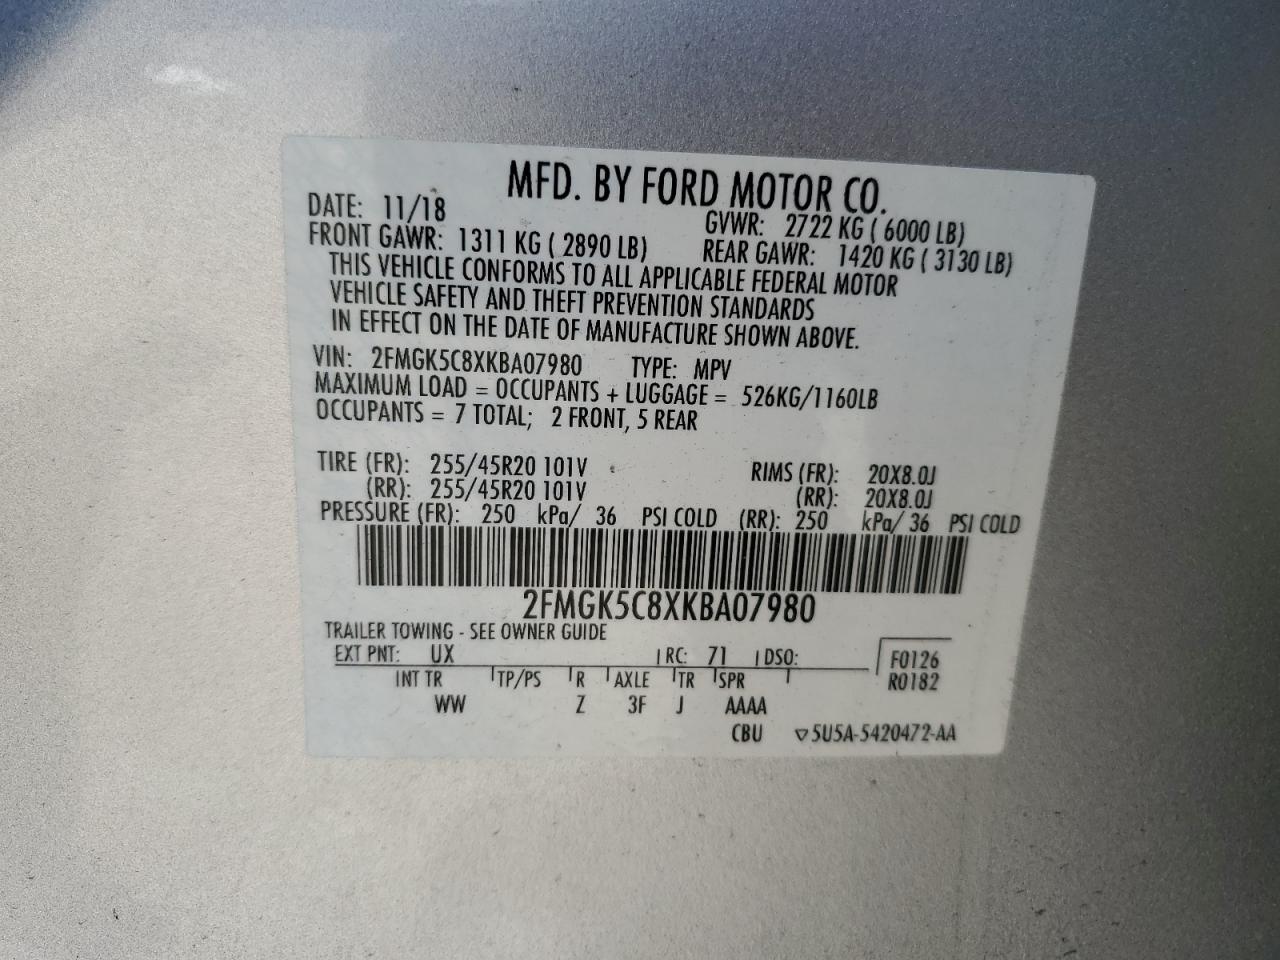 MFD. BY FORD MOTOR CO.
DATE: 11/18 GVWR: 2722 KG ( 6000 LB)
FRONT GAWR: 1311 KG ( 2890 LB) REAR GAWR: 1420 KG ( 3130 LB)
THIS VEHICLE CONFORMS TO ALL APPLICABLE FEDERAL MOTOR
VEHICLE SAFETY AND THEFT PREVENTION STANDARDS
IN EFFECT ON THE DATE OF MANUFACTURE SHOWN ABOVE.
VIN: 2FMGK5C8XKBA07980 TYPE: MPV
MAXIMUM LOAD = OCCUPANTS + LUGGAGE = 526KG/1160LB
OCCUPANTS = 7 TOTAL; 2 FRONT, 5 REAR
TIRE (FR): 255/45R20 101V RIMS (FR): 20X8.0J
(RR): 255/45R20 101V (RR): 20X8.0J
PRESSURE (FR): 250 kPa/ 36 PSI COLD (RR): 250 kPa/ 36 PSI COLD
2FMGK5C8XKBA07980
TRAILER TOWING - SEE OWNER GUIDE
EXT PNT: UX RC: 71 DSO: F0126
INT TR TP/PS R AXLE TR SPR R0182
WW Z 3F J AAAA
CBU ▽5U5A-5420472-AA